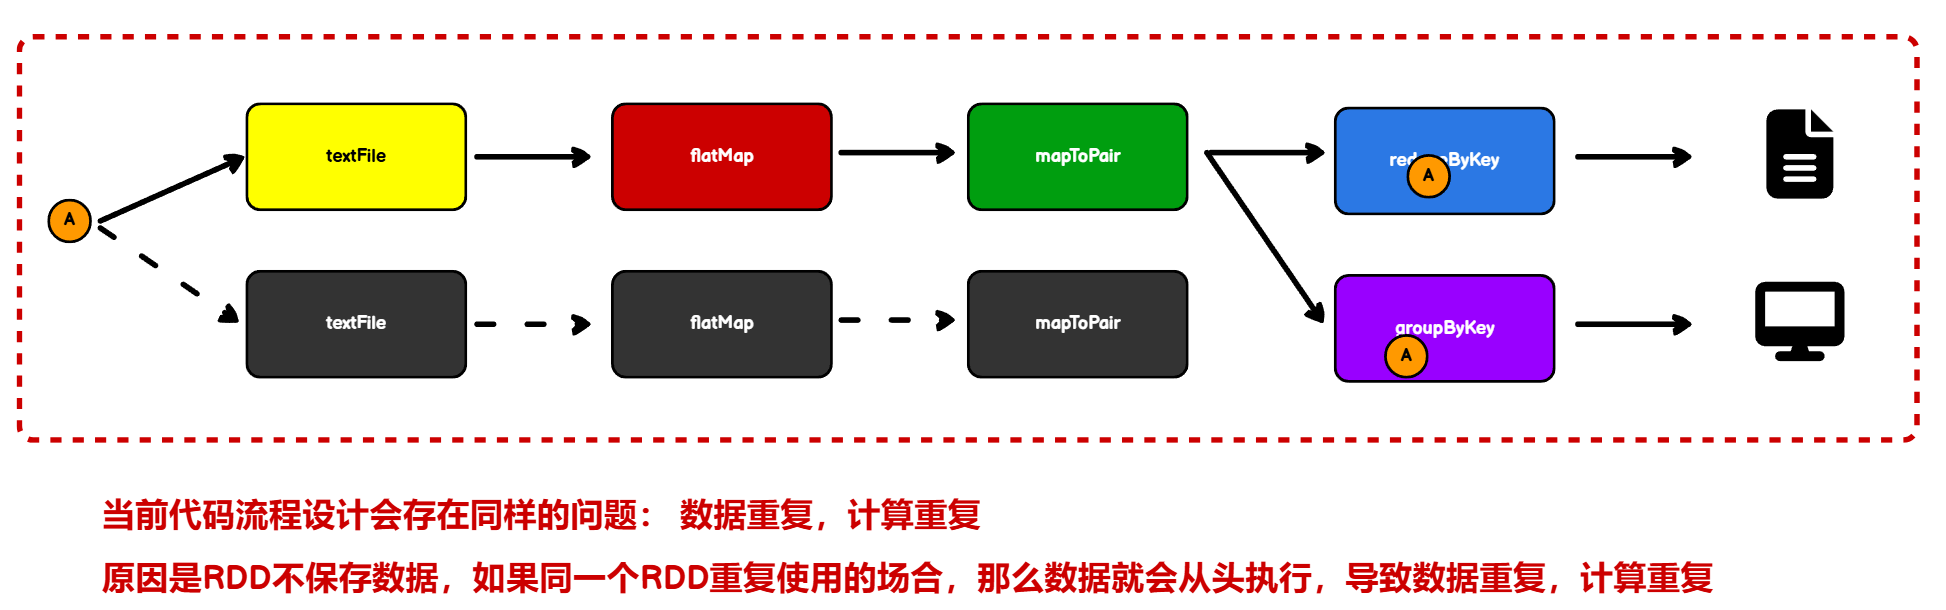 textFile
flatMap
mapToPair
reduceByKey
A
A
textFile
flatMap
mapToPair
groupByKey
A
当前代码流程设计会存在同样的问题： 数据重复，计算重复
原因是RDD不保存数据，如果同一个RDD重复使用的场合，那么数据就会从头执行，导致数据重复，计算重复